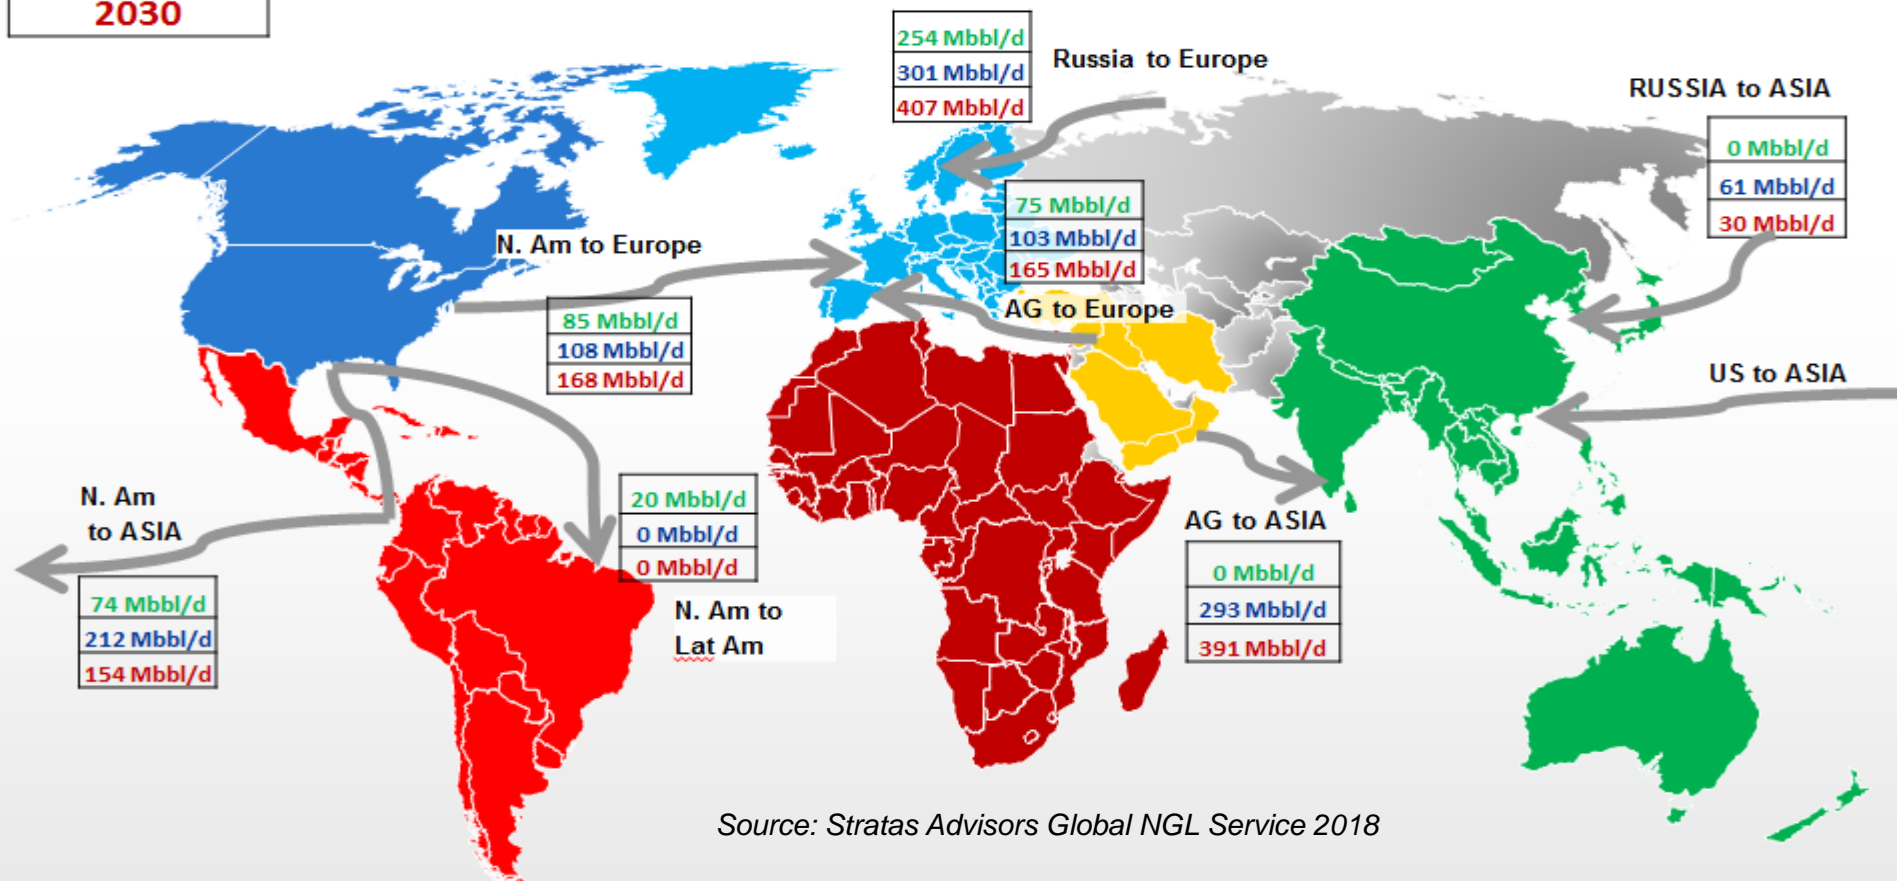 2030
254 Mbbl/d
301 Mbbl/d
407 Mbbl/d
Russia to Europe
RUSSIA to ASIA
0 Mbbl/d
61 Mbbl/d
30 Mbbl/d
75 Mbbl/d
103 Mbbl/d
165 Mbbl/d
N. Am to Europe
AG to Europe
85 Mbbl/d
108 Mbbl/d
168 Mbbl/d
US to ASIA
N. Am
to ASIA
74 Mbbl/d
212 Mbbl/d
154 Mbbl/d
20 Mbbl/d
0 Mbbl/d
0 Mbbl/d
N. Am to
Lat Am
AG to ASIA
0 Mbbl/d
293 Mbbl/d
391 Mbbl/d
Source: Stratas Advisors Global NGL Service 2018